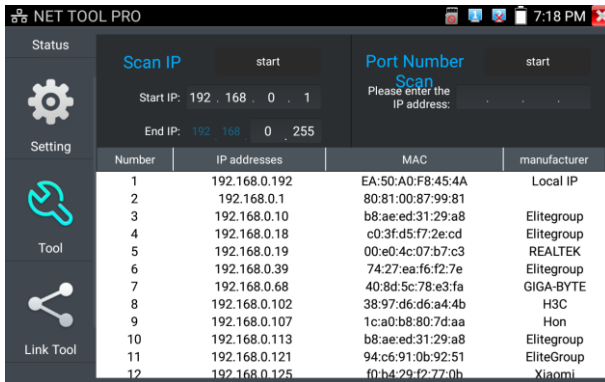 NET TOOL PRO 7:18 PM
Status
Setting
Tool
Link Tool
Scan IP start
Start IP: 192 . 168 . 0 . 1
End IP: 192 . 168 . 0 . 255
Port Number Scan start
Please enter the
IP address: . . .
Number IP addresses MAC manufacturer
1 192.168.0.192 EA:50:A0:F8:45:4A Local IP
2 192.168.0.1 80:81:00:87:99:81
3 192.168.0.10 b8:ae:ed:31:29:a8 Elitegroup
4 192.168.0.18 c0:3f:d5:f7:2e:cd Elitegroup
5 192.168.0.19 00:e0:4c:07:b7:c3 REALTEK
6 192.168.0.39 74:27:ea:f6:f2:7e Elitegroup
7 192.168.0.68 40:8d:5c:78:e3:fa GIGA-BYTE
8 192.168.0.102 38:97:d6:d6:a4:4b H3C
9 192.168.0.107 1c:a0:b8:80:7d:aa Hon
10 192.168.0.113 b8:ae:ed:31:29:a8 Elitegroup
11 192.168.0.121 94:c6:91:0b:92:51 EliteGroup
12 192.168.0.125 f0:b4:29:f2:77:0b Xiaomi